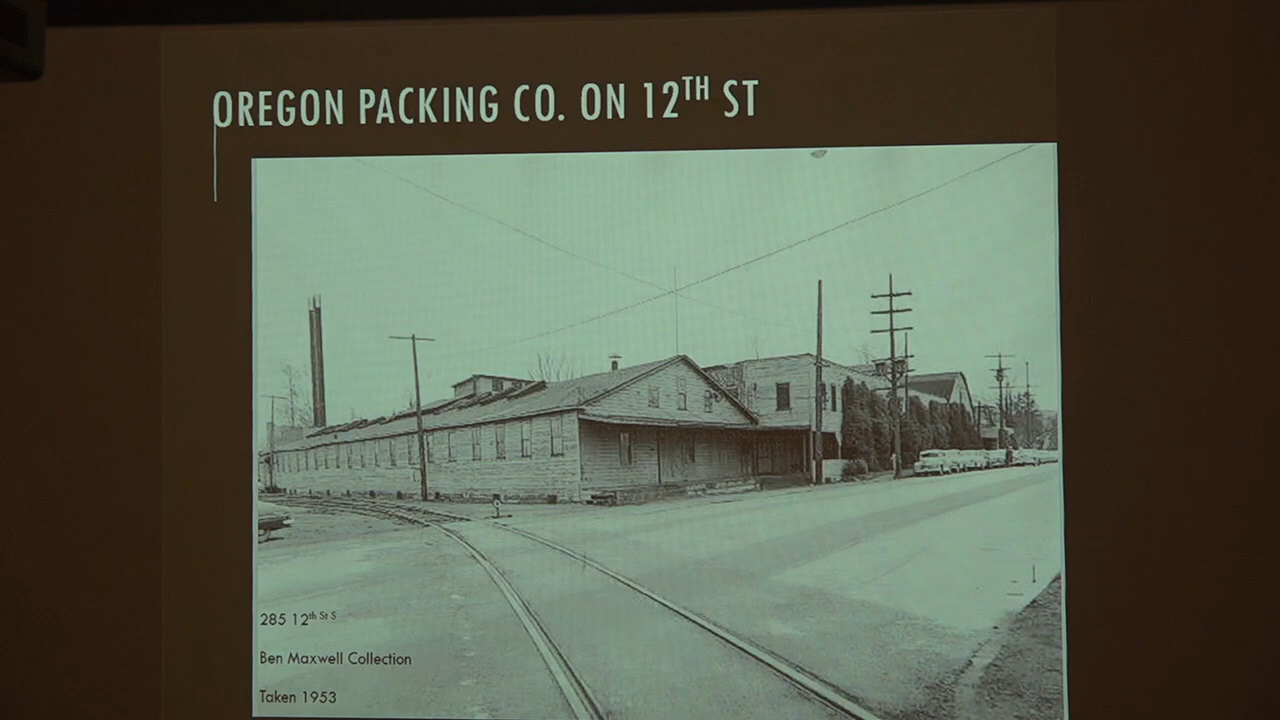 OREGON PACKING CO. ON 12TH ST
285 12th St S
Ben Maxwell Collection
Taken 1953